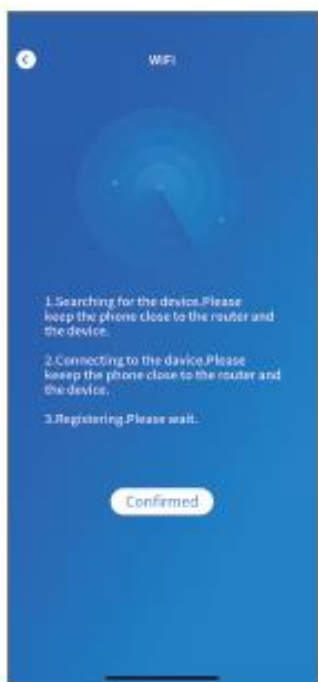 WiFi
1.Searching for the device.Please
keep the phone close to the router and
the device.
2.Connecting to the davice.Please
keeep the phone close to the router and
the device.
3.Registering.Please wait.
Confirmed